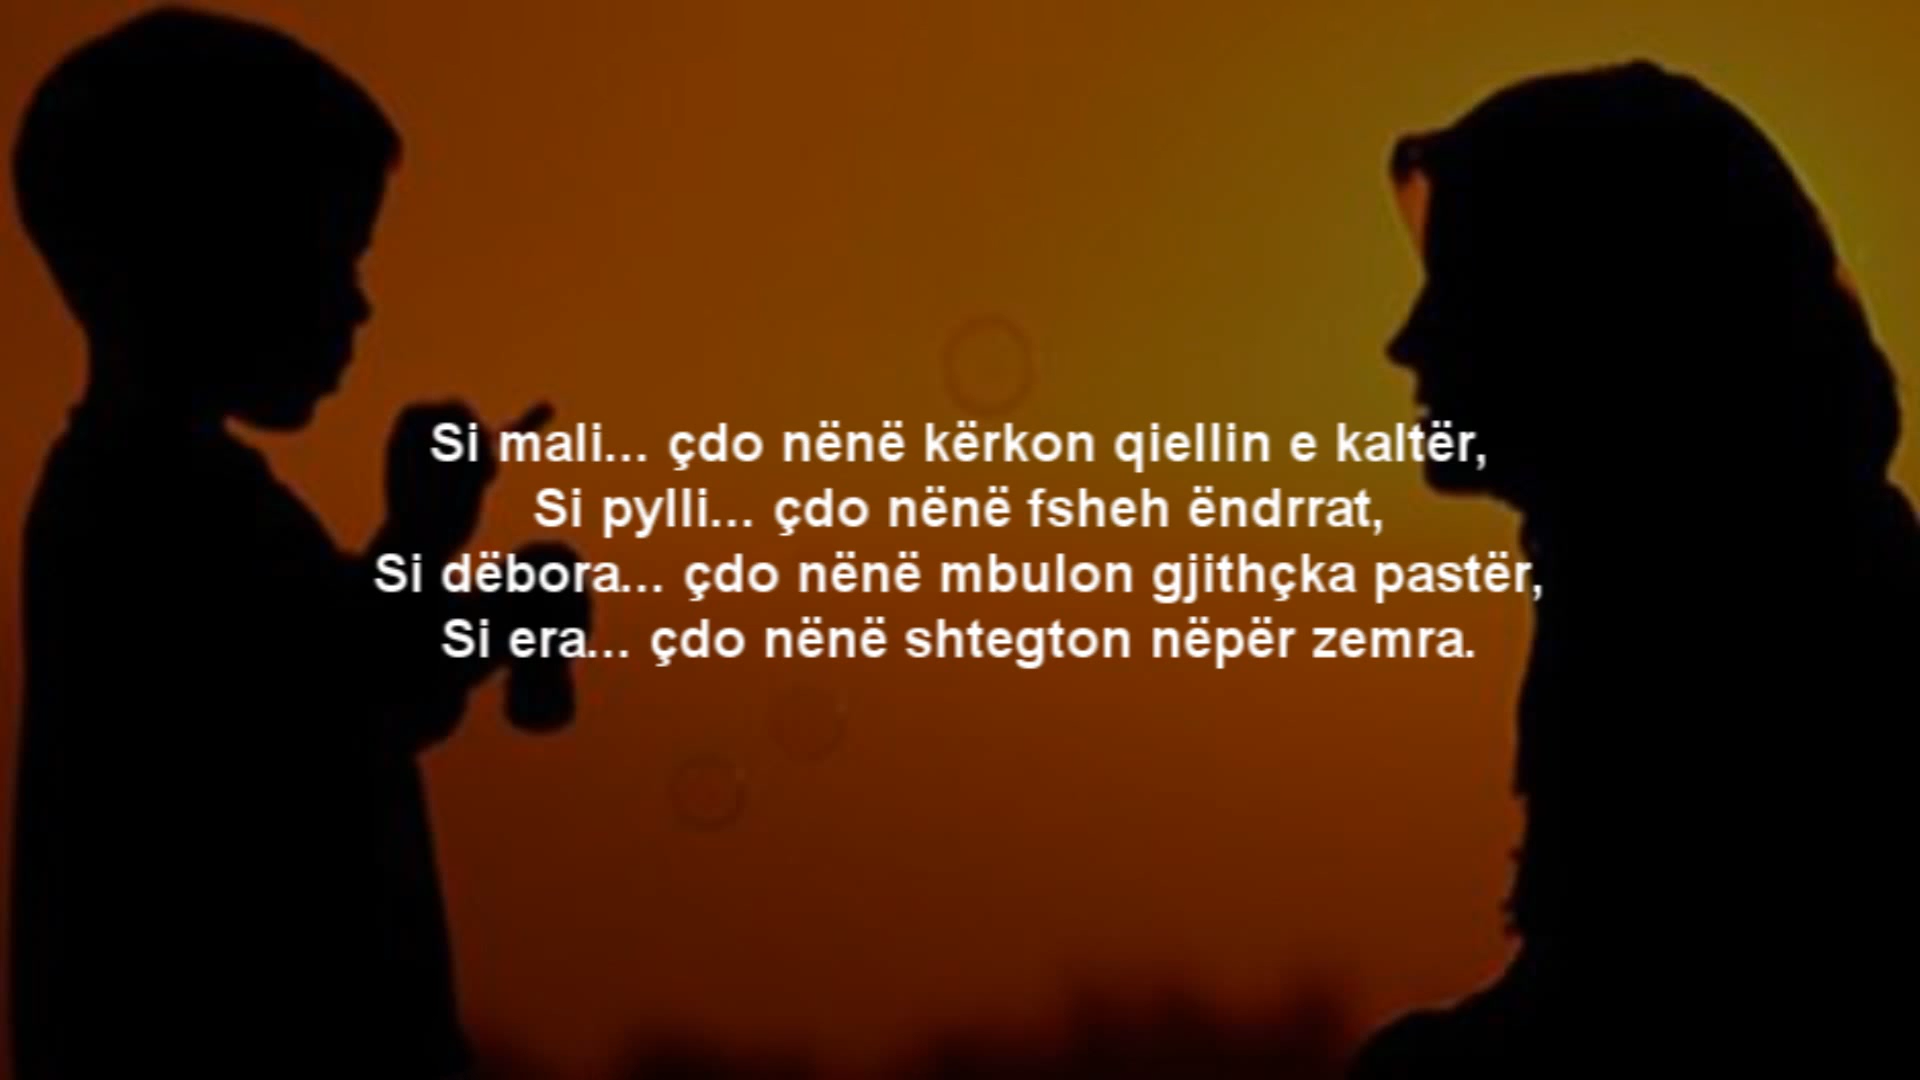 Si mali... çdo nënë kërkon qiellin e kaltër,
Si pylli... çdo nënë fsheh ëndrrat,
Si dëbora... çdo nënë mbulon gjithçka pastër,
Si era... çdo nënë shtegton nëpër zemra.